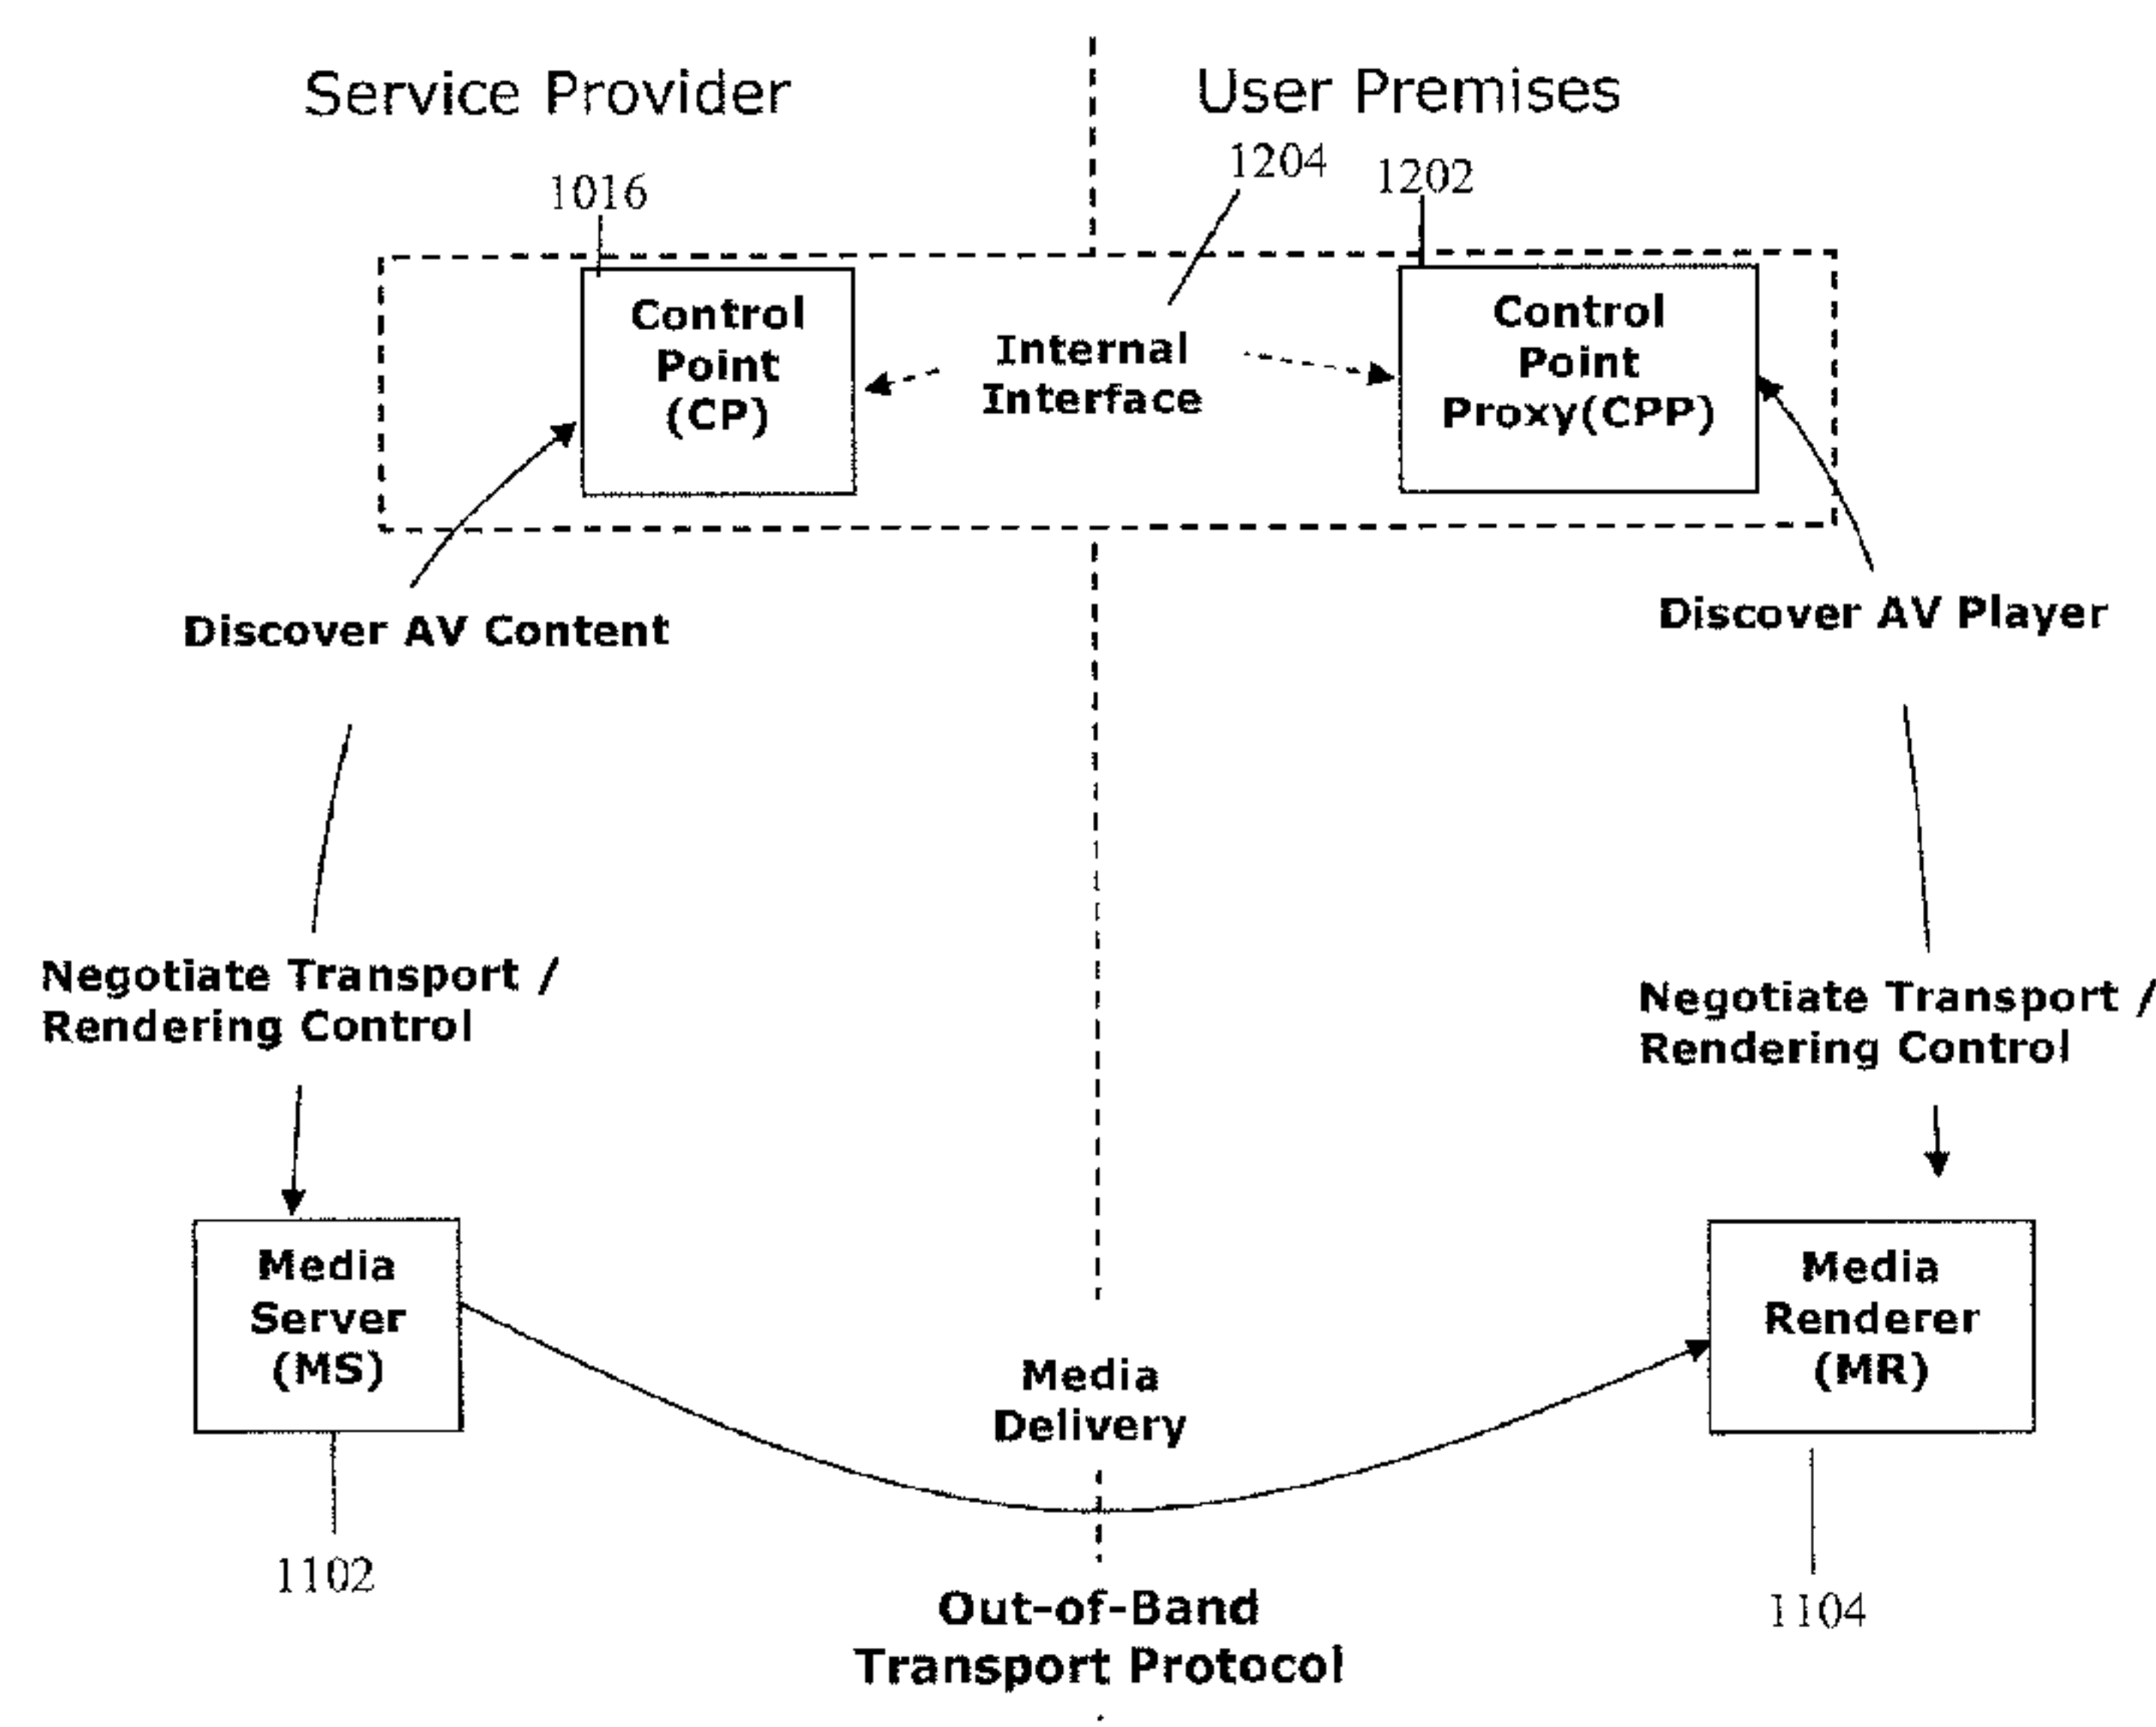 Service Provider
User Premises
1204
1202
1016
Control
Point
(CP)
Internal
Interface
Control
Point
Proxy(CPP)
Discover AV Content
Discover AV Player
Negotiate Transport /
Rendering Control
Negotiate Transport /
Rendering Control
Media
Server
(MS)
Media
Renderer
(MR)
Media
Delivery
1102
1104
Out-of-Band
Transport Protocol